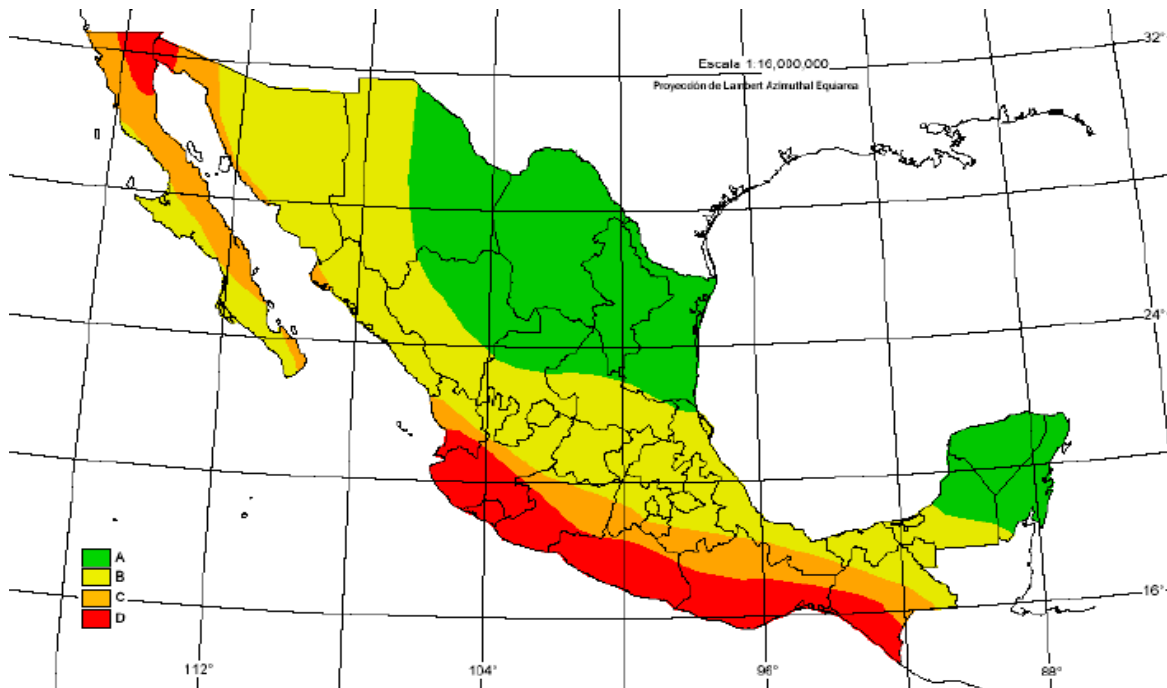 32°
Escala 1:16,000,000
Proyección de Lambert Azimuthal Equiarea
24°
A
B
C
D
16°
112°
104°
96°
88°